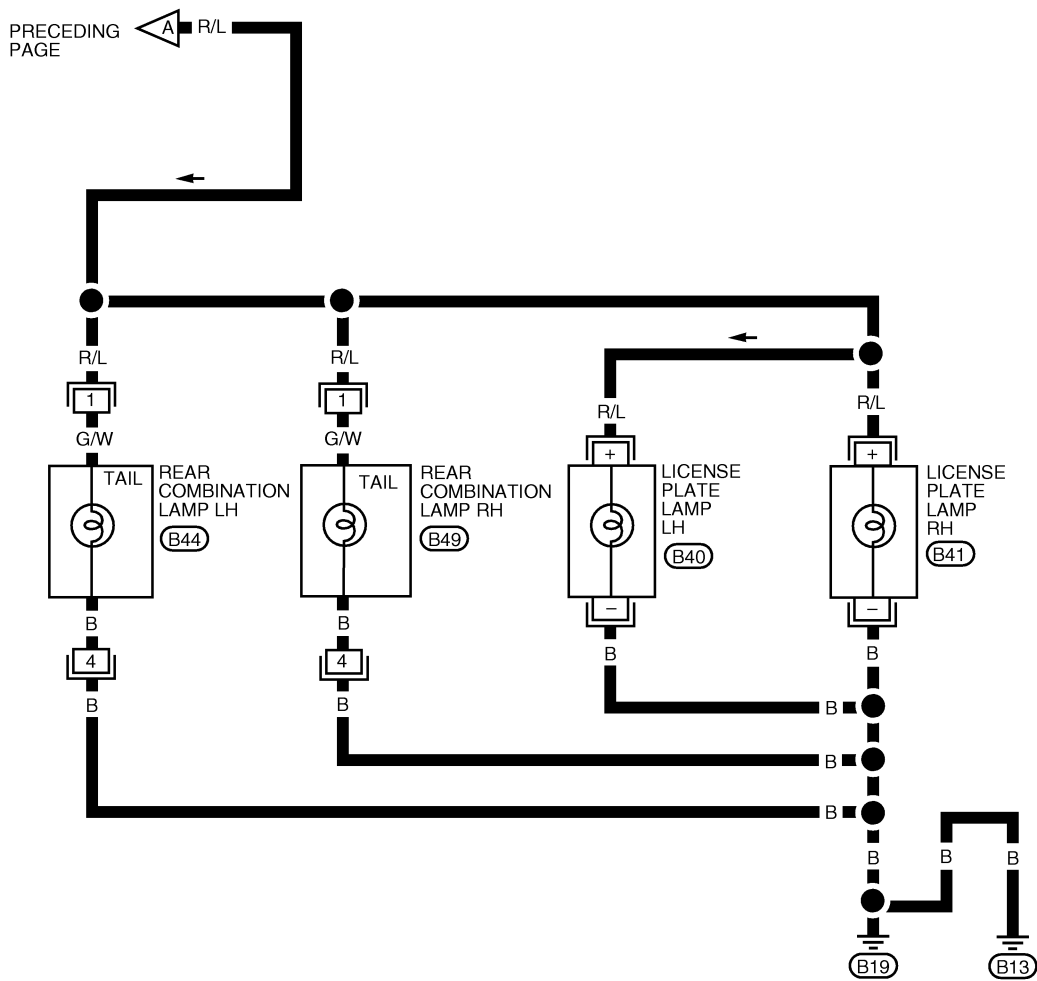 PRECEDING
PAGE
A
R/L
R/L
R/L
R/L
R/L
1
1
G/W
G/W
+
+
TAIL
REAR
COMBINATION
LAMP LH
B44
TAIL
REAR
COMBINATION
LAMP RH
B49
LICENSE
PLATE
LAMP
LH
B40
LICENSE
PLATE
LAMP
RH
B41
–
–
B
B
4
4
B
B
B
B
B
B
B
B
B
B
B19
B13